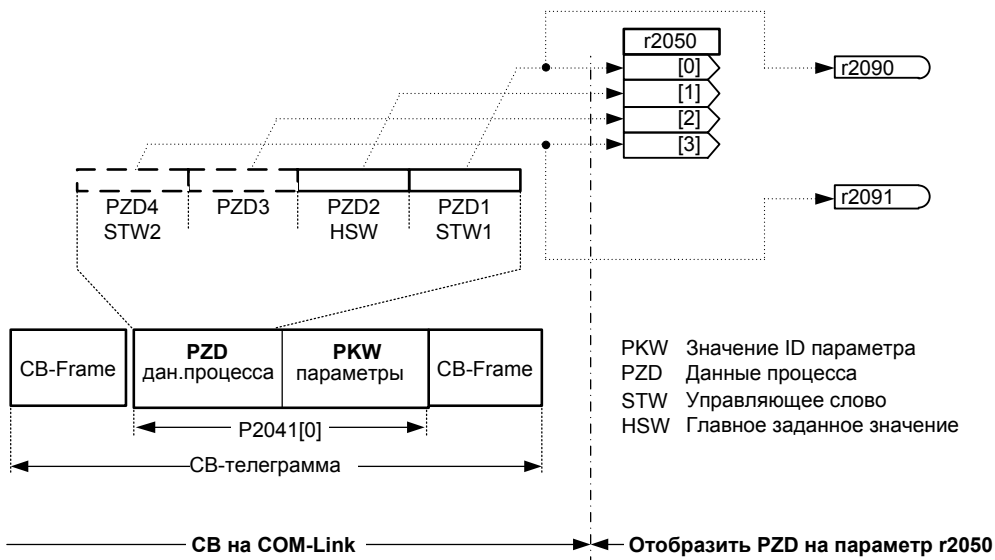 r2050
[0]
[1]
[2]
[3]
r2090
r2091
PZD4 PZD3 PZD2 PZD1
STW2 HSW STW1
CB-Frame
PZD
дан.процесса
PKW
параметры
CB-Frame
P2041[0]
CB-телеграмма
PKW Значение ID параметра
PZD Данные процесса
STW Управляющее слово
HSW Главное заданное значение
CB на COM-Link
Отобразить PZD на параметр r2050